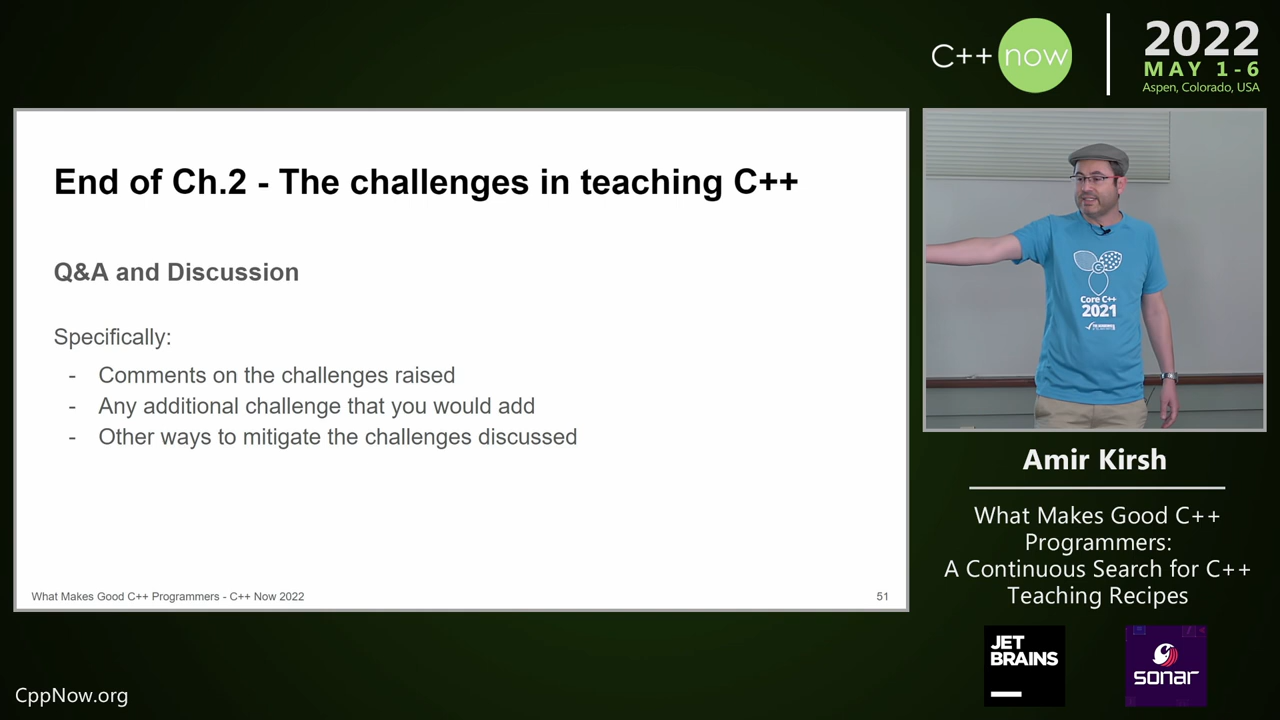 C++ now
2022
MAY 1-6
Aspen, Colorado, USA
End of Ch.2 - The challenges in teaching C++
Q&A and Discussion
Specifically:
- Comments on the challenges raised
- Any additional challenge that you would add
- Other ways to mitigate the challenges discussed
What Makes Good C++ Programmers - C++ Now 2022
51
Core C++
2021
Amir Kirsh
What Makes Good C++
Programmers:
A Continuous Search for C++
Teaching Recipes
JET
BRAINS
sonar
CppNow.org